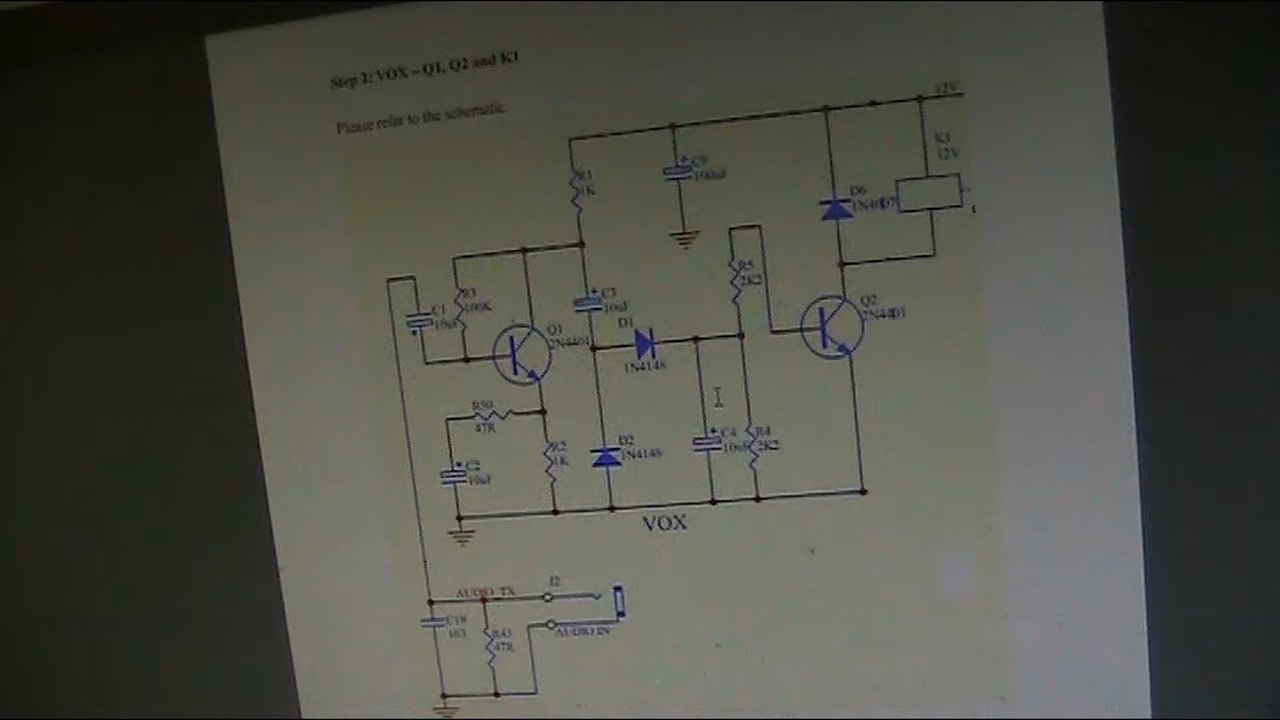 Step 2: VOX – Q1, Q2 and K1
Please refer to the schematic.
12V
K1
12V
R1
1K
C9
100uF
D6
1N4007
R5
2K2
C1
10uF
R3
100K
C3
10uF
Q1
2N4401
D1
1N4148
Q2
2N4401
R50
47R
C2
10uF
R2
1K
D2
1N4148
C4
10uF
R4
2K2
VOX
AUDIO_TX
J2
C19
103
R43
47R
AUDIO IN